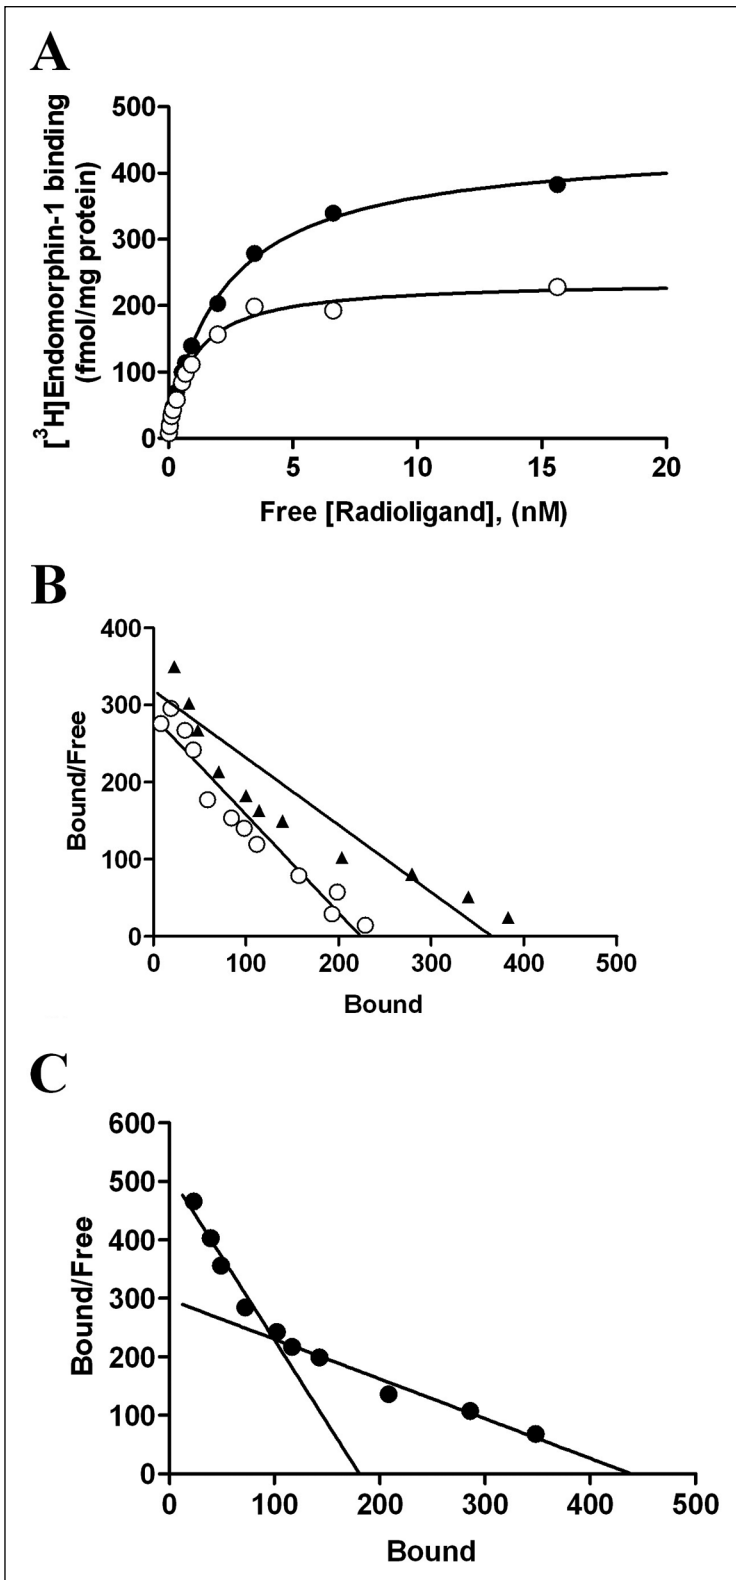 A
[³H]Endomorphin-1 binding
(fmol/mg protein)
500
400
300
200
100
0
0 5 10 15 20
Free [Radioligand], (nM)
B
Bound/Free
400
300
200
100
0
0 100 200 300 400 500
Bound
C
Bound/Free
600
500
400
300
200
100
0
0 100 200 300 400 500
Bound